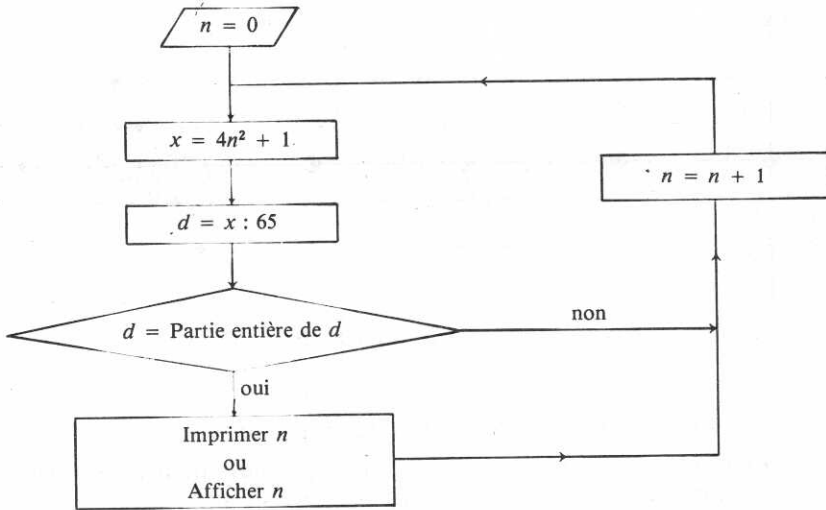 n = 0
x = 4n² + 1
n = n + 1
d = x : 65
d = Partie entière de d
non
oui
Imprimer n
ou
Afficher n